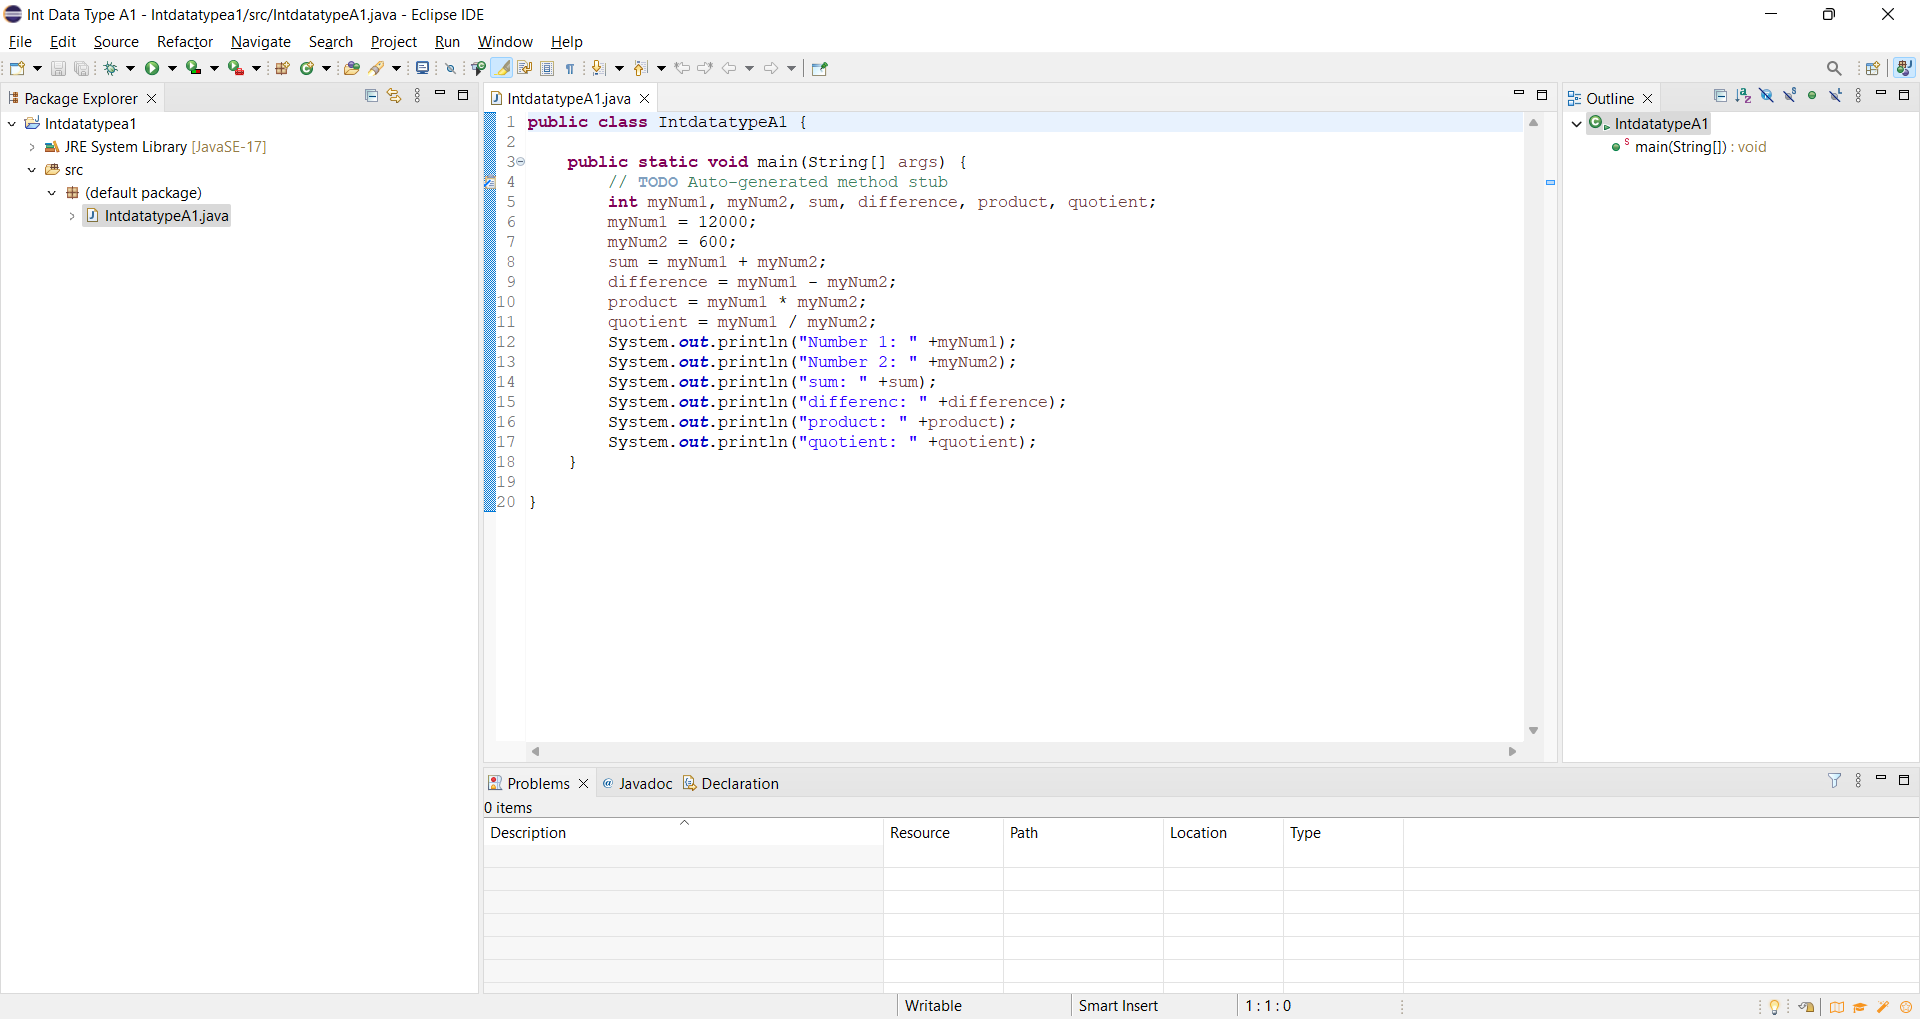 Int Data Type A1 - Intdatatypea1/src/IntdatatypeA1.java - Eclipse IDE
File Edit Source Refactor Navigate Search Project Run Window Help
Package Explorer
Intdatatypea1
JRE System Library [JavaSE-17]
src
(default package)
IntdatatypeA1.java
IntdatatypeA1.java
1 public class IntdatatypeA1 {
2
3 public static void main(String[] args) {
4 // TODO Auto-generated method stub
5 int myNum1, myNum2, sum, difference, product, quotient;
6 myNum1 = 12000;
7 myNum2 = 600;
8 sum = myNum1 + myNum2;
9 difference = myNum1 - myNum2;
10 product = myNum1 * myNum2;
11 quotient = myNum1 / myNum2;
12 System.out.println("Number 1: " +myNum1);
13 System.out.println("Number 2: " +myNum2);
14 System.out.println("sum: " +sum);
15 System.out.println("differenc: " +difference);
16 System.out.println("product: " +product);
17 System.out.println("quotient: " +quotient);
18 }
19
20 }
Outline
IntdatatypeA1
main(String[]) : void
Problems @ Javadoc Declaration
0 items
Description Resource Path Location Type
Writable Smart Insert 1 : 1 : 0